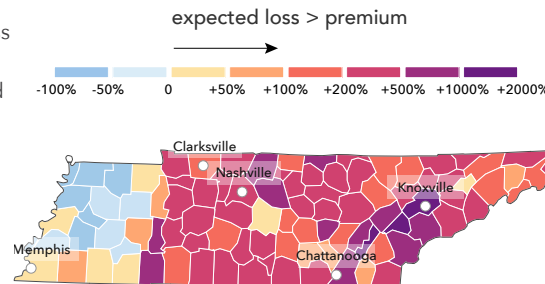 expected loss > premium
-100% -50% 0 +50% +100% +200% +500% +1000% +2000%
Clarksville
Nashville
Knoxville
Memphis
Chattanooga